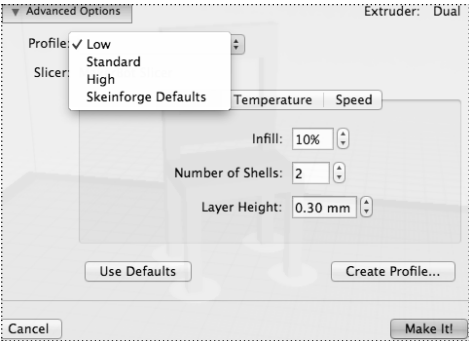 ▼ Advanced Options Extruder: Dual
Profile: ✓ Low
Standard
Slicer: High
Skeinforge Defaults
Temperature Speed
Infill: 10%
Number of Shells: 2
Layer Height: 0.30 mm
Use Defaults Create Profile...
Cancel Make It!